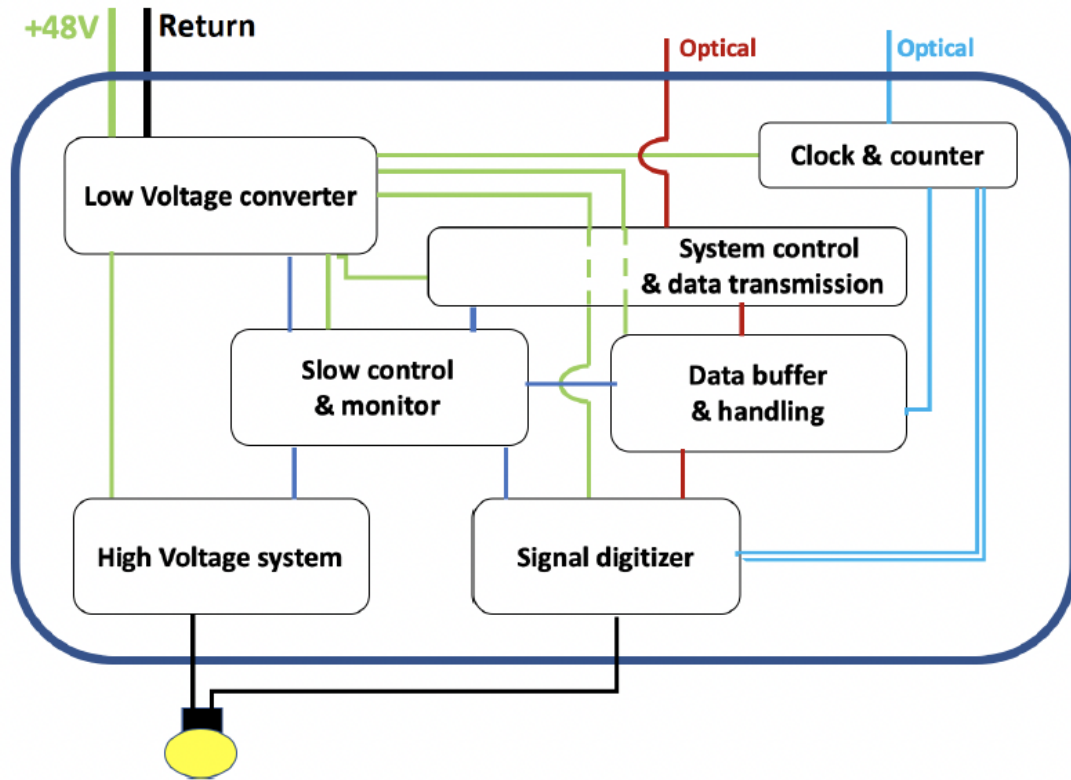 +48V
Return
Optical
Optical
Clock & counter
Low Voltage converter
System control
& data transmission
Slow control
& monitor
Data buffer
& handling
High Voltage system
Signal digitizer